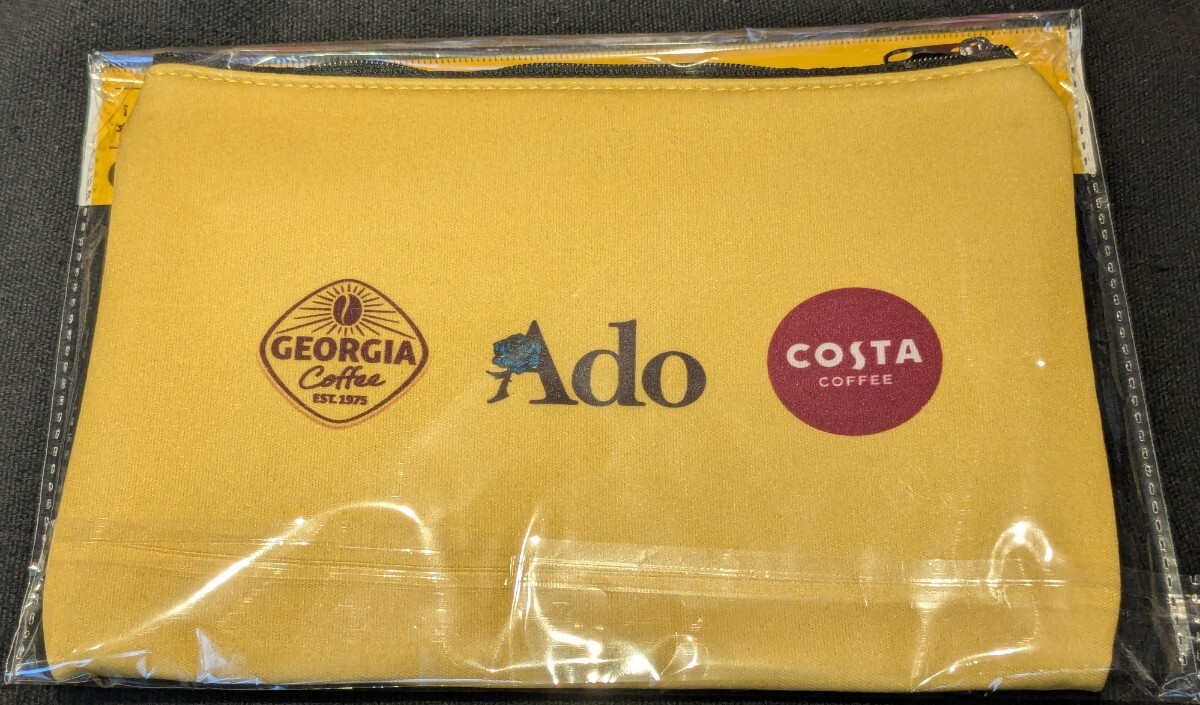 GEORGIA
Coffee
EST. 1975
Ado
COSTA
COFFEE